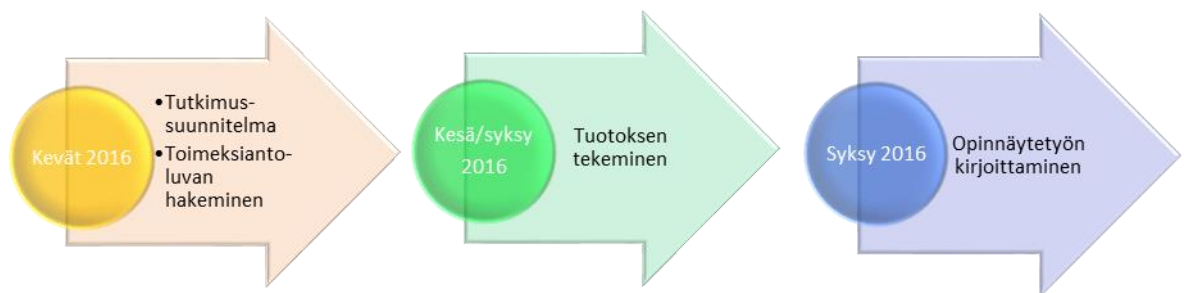 Kevät 2016
•Tutkimus-
suunnitelma
•Toimeksianto-
luvan
hakeminen
Kesä/syksy
2016
Tuotoksen
tekeminen
Syksy 2016
Opinnäytetyön
kirjoittaminen